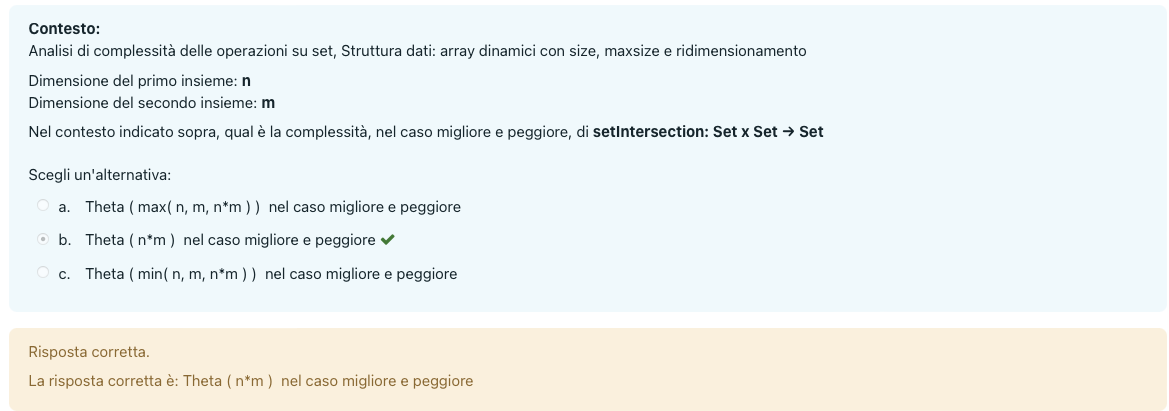 Contesto:
Analisi di complessità delle operazioni su set, Struttura dati: array dinamici con size, maxsize e ridimensionamento
Dimensione del primo insieme: n
Dimensione del secondo insieme: m
Nel contesto indicato sopra, qual è la complessità, nel caso migliore e peggiore, di setIntersection: Set x Set → Set
Scegli un'alternativa:
a. Theta ( max( n, m, n*m ) ) nel caso migliore e peggiore
b. Theta ( n*m ) nel caso migliore e peggiore
c. Theta ( min( n, m, n*m ) ) nel caso migliore e peggiore
Risposta corretta.
La risposta corretta è: Theta ( n*m ) nel caso migliore e peggiore